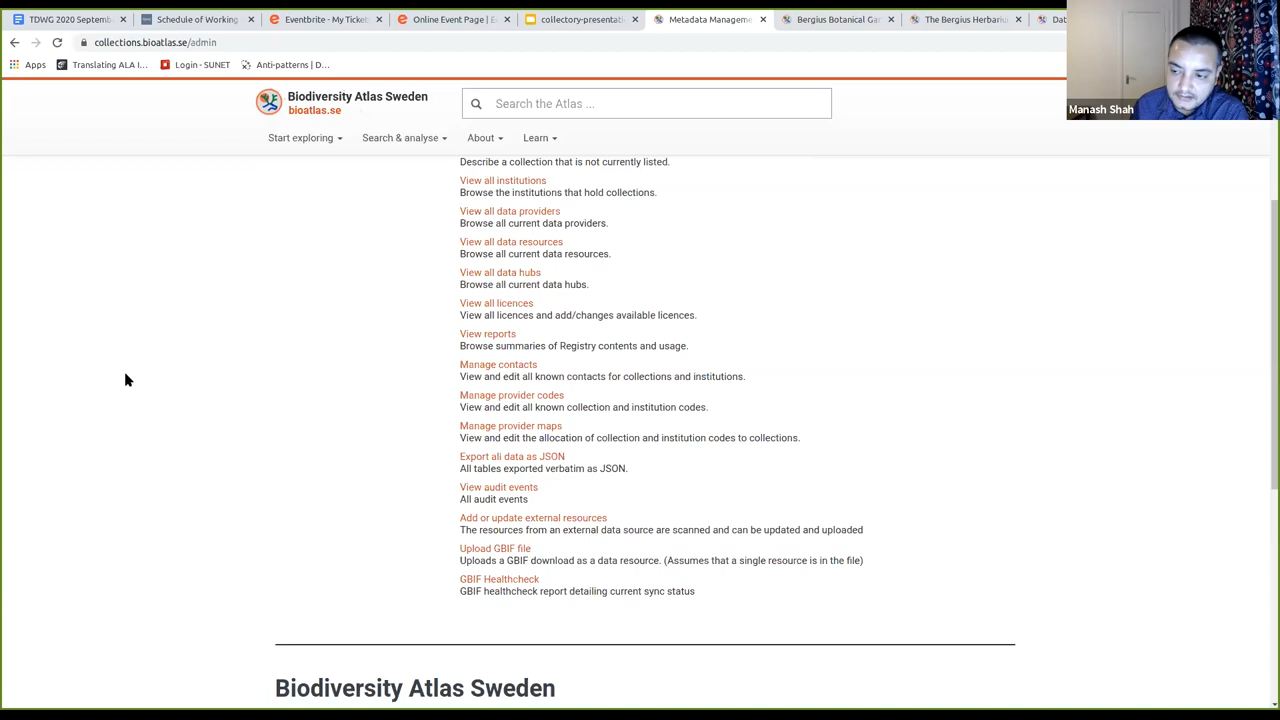 TDWG 2020 Septemb
Schedule of Working
Eventbrite - My Ticket
Online Event Page | E
collectory-presentatio
Metadata Manageme
Bergius Botanical Gar
The Bergius Herbarium
Dat
collections.bioatlas.se/admin
Apps
Translating ALA I...
Login - SUNET
Anti-patterns | D...
Manash Shah
Biodiversity Atlas Sweden
bioatlas.se
Search the Atlas ...
Start exploring
Search & analyse
About
Learn
Describe a collection that is not currently listed.
View all institutions
Browse the institutions that hold collections.
View all data providers
Browse all current data providers.
View all data resources
Browse all current data resources.
View all data hubs
Browse all current data hubs.
View all licences
View all licences and add/changes available licences.
View reports
Browse summaries of Registry contents and usage.
Manage contacts
View and edit all known contacts for collections and institutions.
Manage provider codes
View and edit all known collection and institution codes.
Manage provider maps
View and edit the allocation of collection and institution codes to collections.
Export all data as JSON
All tables exported verbatim as JSON.
View audit events
All audit events
Add or update external resources
The resources from an external data source are scanned and can be updated and uploaded
Upload GBIF file
Uploads a GBIF download as a data resource. (Assumes that a single resource is in the file)
GBIF Healthcheck
GBIF healthcheck report detailing current sync status
Biodiversity Atlas Sweden